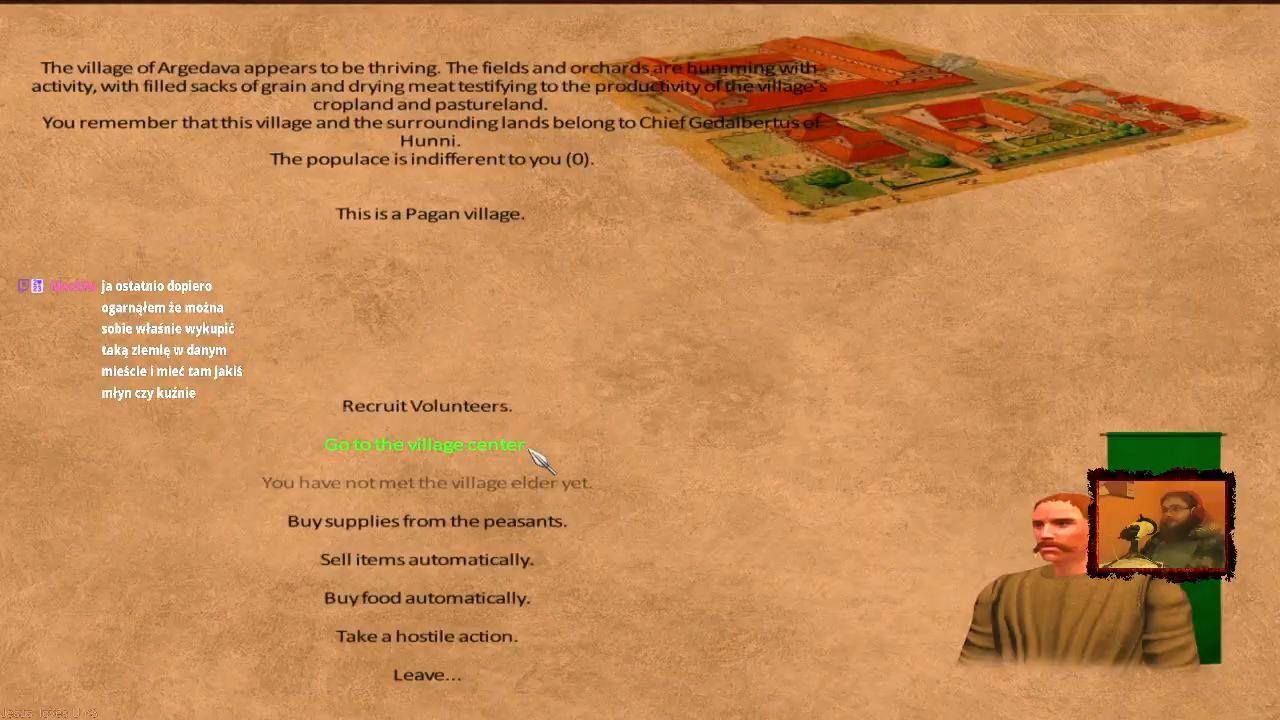 The village of Argedava appears to be thriving. The fields and orchards are humming with
activity, with filled sacks of grain and drying meat testifying to the productivity of the village's
cropland and pastureland.
You remember that this village and the surrounding lands belong to Chief Gedalbertus of
Hunni.
The populace is indifferent to you (0).
This is a Pagan village.
ja ostatnio dopiero
ogarnąłem że można
sobie właśnie wykupić
taką ziemię w danym
mieście i mieć tam jakiś
młyn czy kuźnie
Recruit Volunteers.
Go to the village center
You have not met the village elder yet.
Buy supplies from the peasants.
Sell items automatically.
Buy food automatically.
Take a hostile action.
Leave...